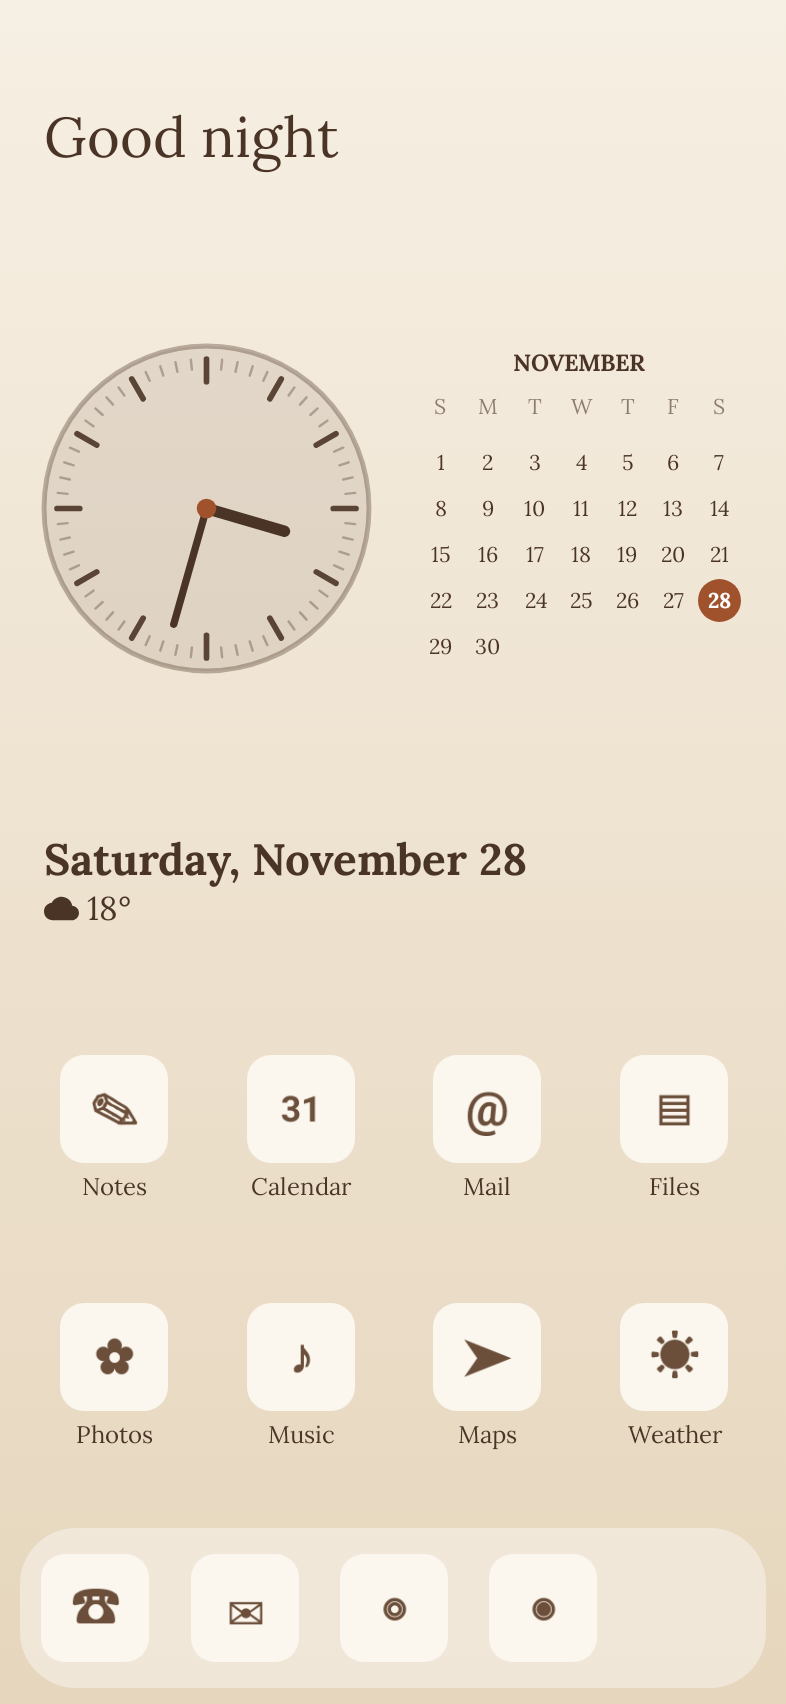 Good night
NOVEMBER
S M T W T F S
1 2 3 4 5 6 7
8 9 10 11 12 13 14
15 16 17 18 19 20 21
22 23 24 25 26 27 28
29 30
Saturday, November 28
18°
31 @
Notes Calendar Mail Files
Photos Music Maps Weather